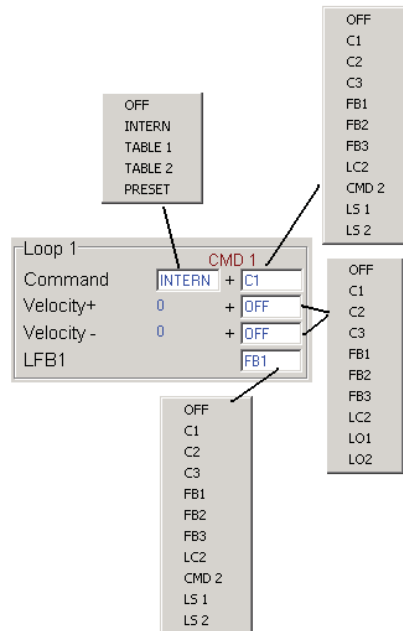 OFF
C1
C2
C3
FB1
FB2
FB3
LC2
CMD 2
LS 1
LS 2
OFF
INTERN
TABLE 1
TABLE 2
PRESET
Loop 1
CMD 1
Command INTERN + C1
Velocity+ 0 + OFF
Velocity - 0 + OFF
LFB1 FB1
OFF
C1
C2
C3
FB1
FB2
FB3
LC2
LO1
LO2
OFF
C1
C2
C3
FB1
FB2
FB3
LC2
CMD 2
LS 1
LS 2